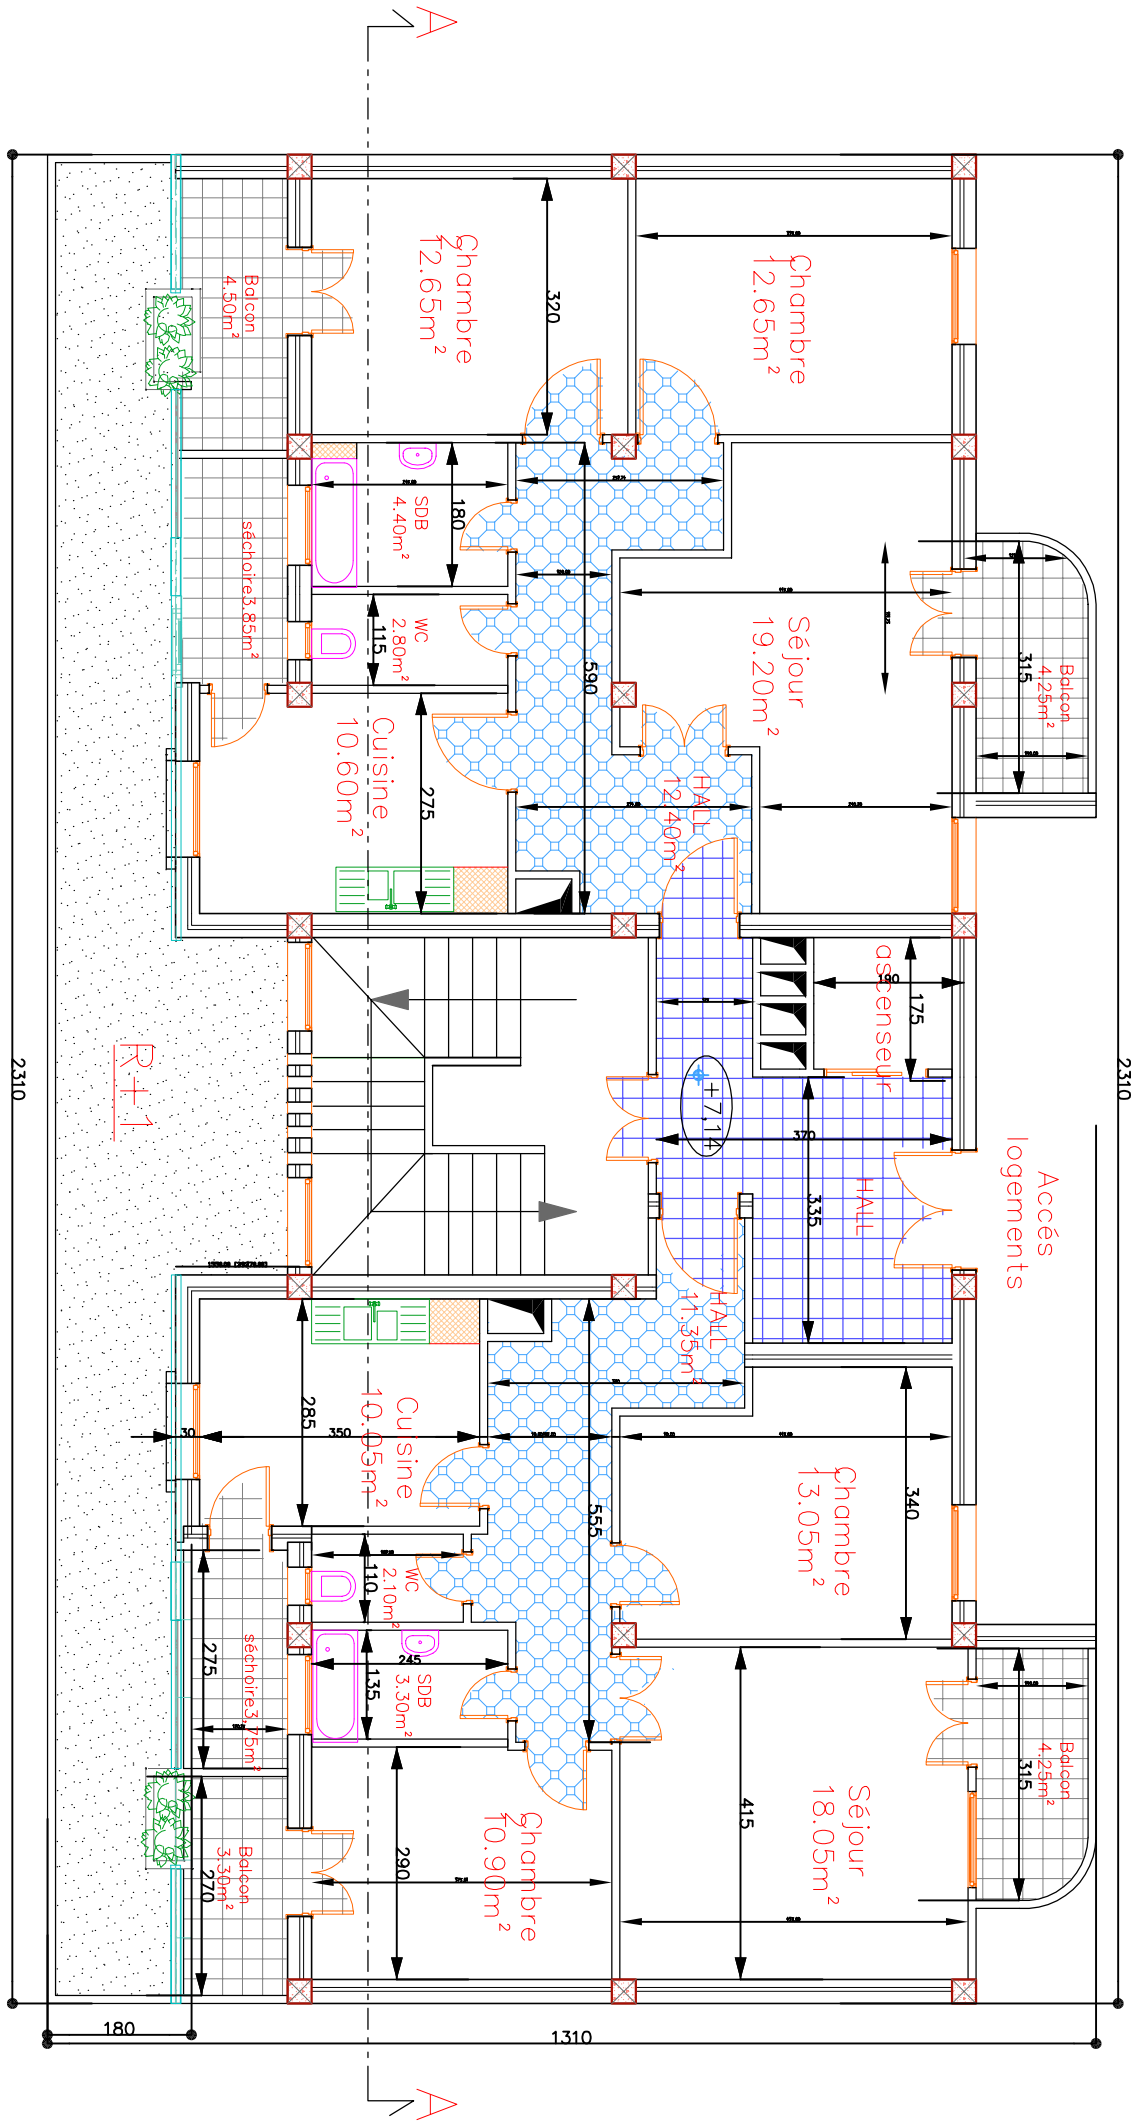 A
2310
2310
Chambre
12.65m²
320
Chambre
12.65m²
Balcon
4.50m²
SDB
4.40m²
180
séchoire3.85m²
WC
2.80m²
115
590
Séjour
19.20m²
Balcon
4.25m²
315
Cuisine
10.60m²
275
HALL
12.40m²
ascenseur
190
175
R+1
+7,14
370
HALL
335
Accés
logements
HALL
11.35m²
Cuisine
10.05m²
285
350
30
Chambre
13.05m²
340
555
WC
2.10m²
110
SDB
3.30m²
245
135
séchoire3,75m²
275
Balcon
3.30m²
270
Chambre
10.90m²
290
Séjour
18.05m²
415
Balcon
4.25m²
315
180
1310
A